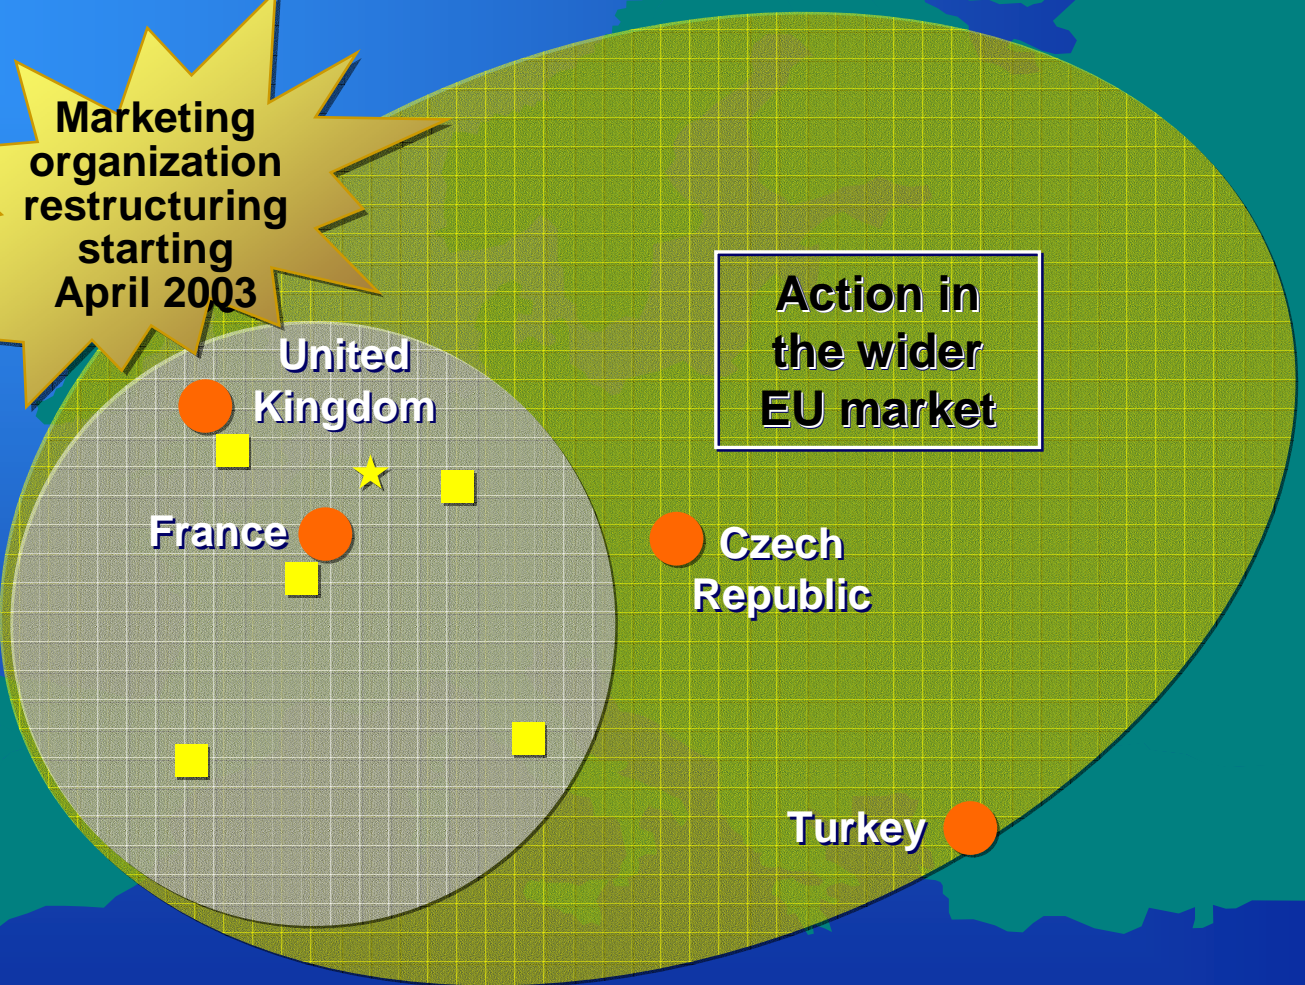 Marketing
organization
restructuring
starting
April 2003
Action in
the wider
EU market
United
Kingdom
France
Czech
Republic
Turkey